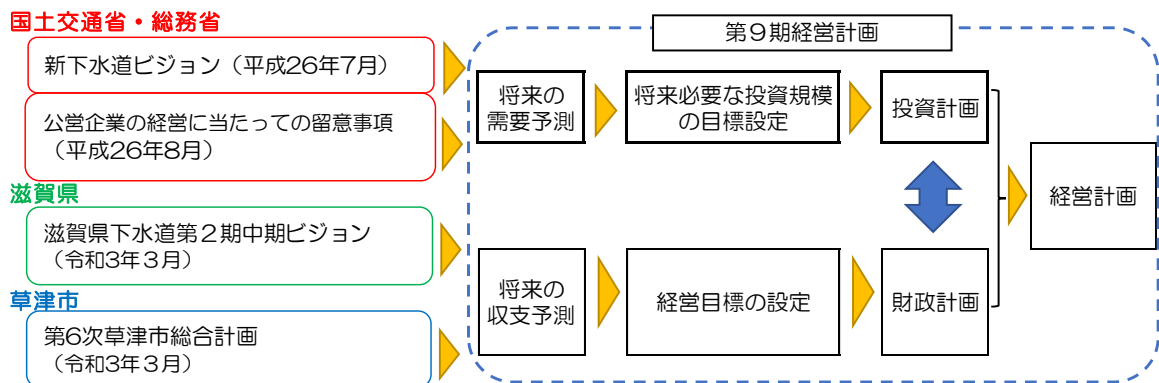 国土交通省・総務省
新下水道ビジョン（平成26年7月）
公営企業の経営に当たっての留意事項
（平成26年8月）
滋賀県
滋賀県下水道第２期中期ビジョン
（令和3年３月）
草津市
第6次草津市総合計画
（令和3年３月）
第９期経営計画
将来の
需要予測
将来必要な投資規模
の目標設定
投資計画
将来の
収支予測
経営目標の設定
財政計画
経営計画